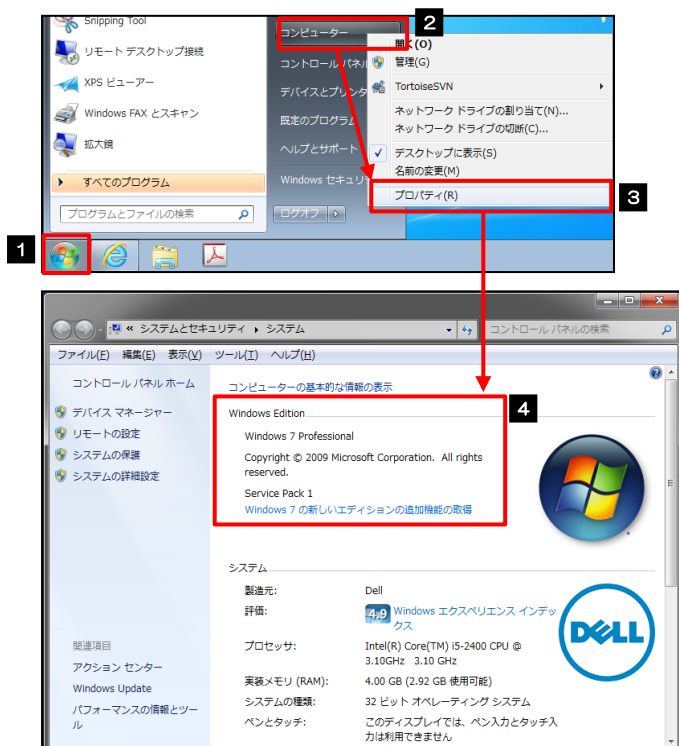 Snipping Tool
リモート デスクトップ接続
XPS ビューアー
Windows FAX とスキャン
拡大鏡
すべてのプログラム
プログラムとファイルの検索
1
コンピューター
2
コントロール パネル
デバイスとプリンタ
既定のプログラム
ヘルプとサポート
Windows セキュリ
ログオフ
開く(O)
管理(G)
TortoiseSVN
ネットワーク ドライブの割り当て(N)...
ネットワーク ドライブの切断(C)...
デスクトップに表示(S)
名前の変更(M)
プロパティ(R)
3
« システムとセキュリティ
システム
コントロール パネルの検索
ファイル(F) 編集(E) 表示(V) ツール(T) ヘルプ(H)
コントロール パネル ホーム
デバイス マネージャー
リモートの設定
システムの保護
システムの詳細設定
関連項目
アクション センター
Windows Update
パフォーマンスの情報とツー
ル
コンピューターの基本的な情報の表示
4
Windows Edition
Windows 7 Professional
Copyright © 2009 Microsoft Corporation. All rights
reserved.
Service Pack 1
Windows 7 の新しいエディションの追加機能の取得
システム
製造元: Dell
評価: 4.9 Windows エクスペリエンス インデッ
クス
プロセッサ: Intel(R) Core(TM) i5-2400 CPU @
3.10GHz 3.10 GHz
実装メモリ (RAM): 4.00 GB (2.92 GB 使用可能)
システムの種類: 32 ビット オペレーティング システム
ペンとタッチ: このディスプレイでは、ペン入力とタッチ入
力は利用できません
DELL